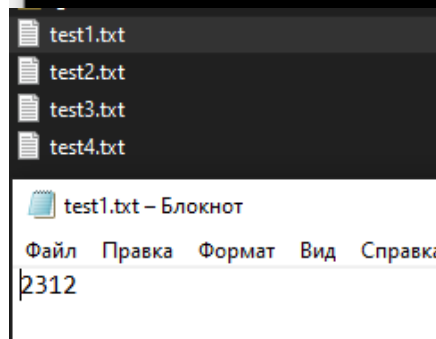 test1.txt
test2.txt
test3.txt
test4.txt
test1.txt – Блокнот
Файл Правка Формат Вид Справка
2312